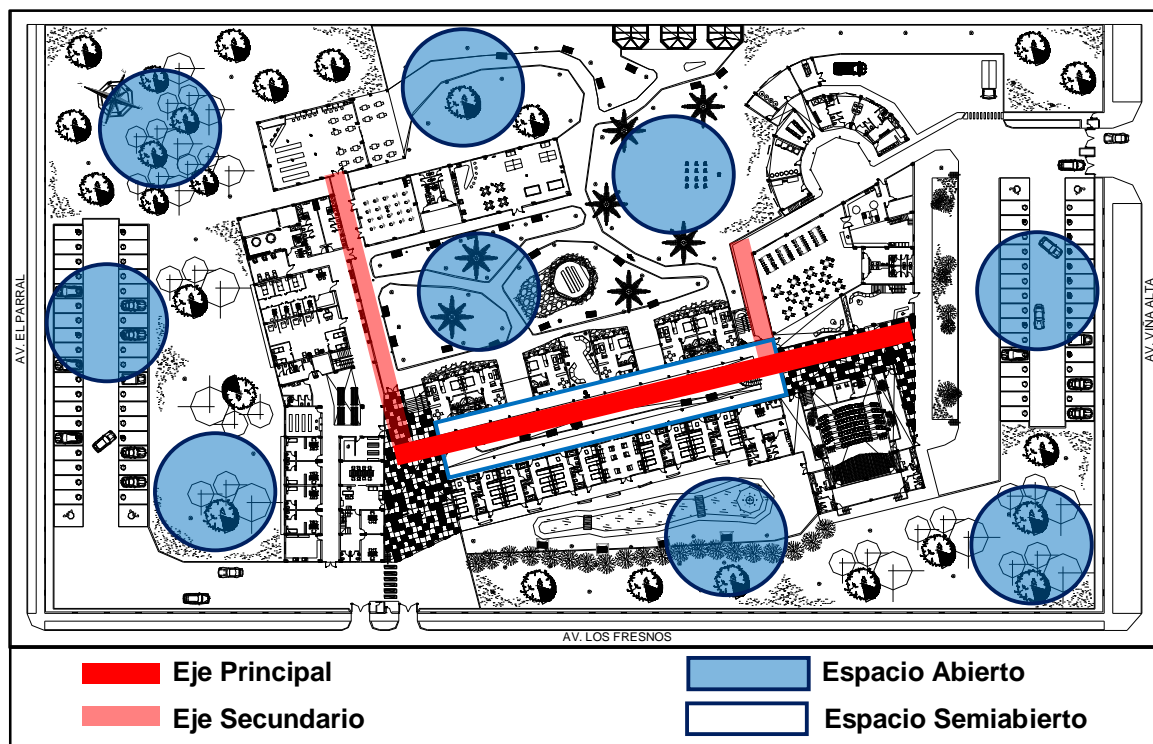 AV. EL PARRAL
AV. VIÑA ALTA
AV. LOS FRESNOS
Eje Principal
Espacio Abierto
Eje Secundario
Espacio Semiabierto